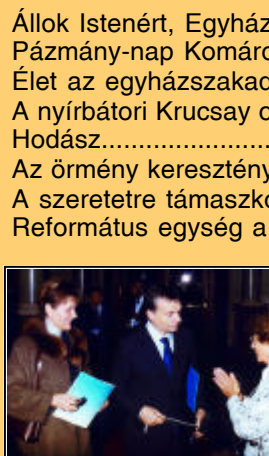 Állok Istenért, Egyház
Pázmány-nap Komáro
Élet az egyházszakad
A nyírbátori Krucsay o
Hodász........................
Az örmény keresztény
A szeretetre támaszko
Református egység a